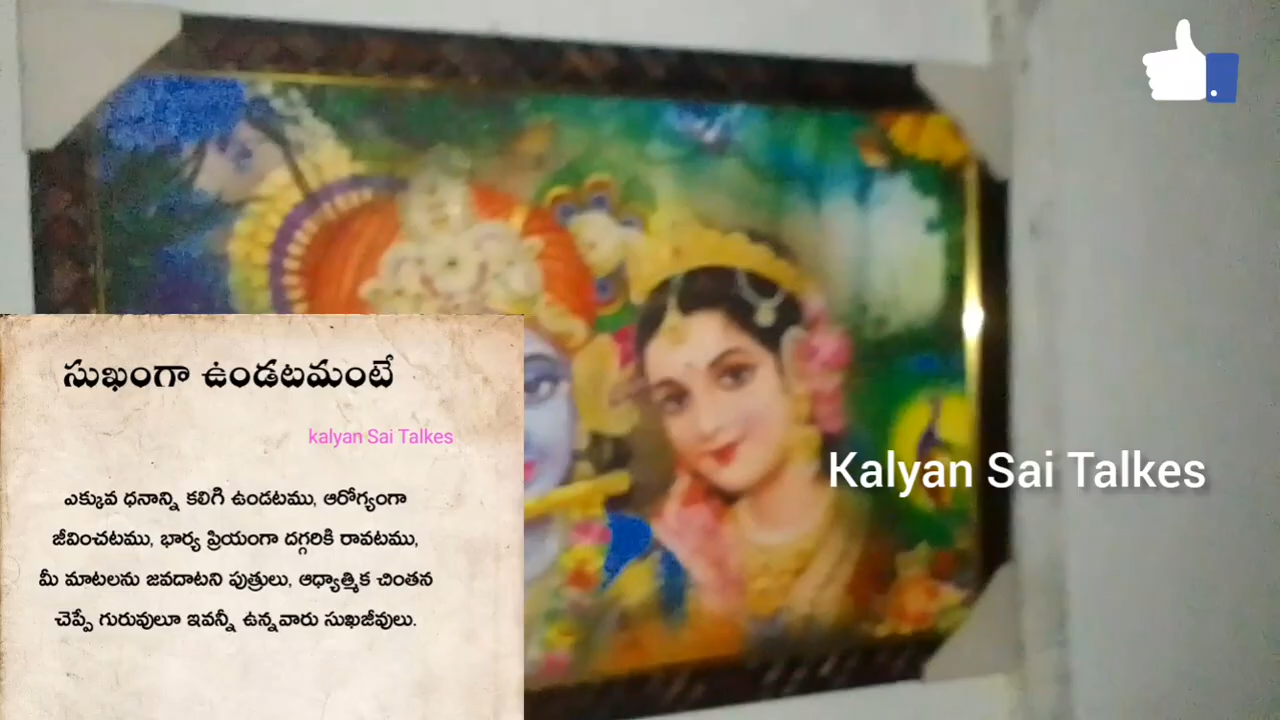 సుఖంగా ఉండటమంటే
kalyan Sai Talkes
ఎక్కువ ధనాన్ని కలిగి ఉండటము, ఆరోగ్యంగా
జీవించటము, భార్య ప్రియంగా దగ్గరికి రావటము,
మీ మాటలను జవదాటని పుత్రులు, ఆధ్యాత్మిక చింతన
చెప్పే గురువులూ ఇవన్నీ ఉన్నవారు సుఖజీవులు.
Kalyan Sai Talkes